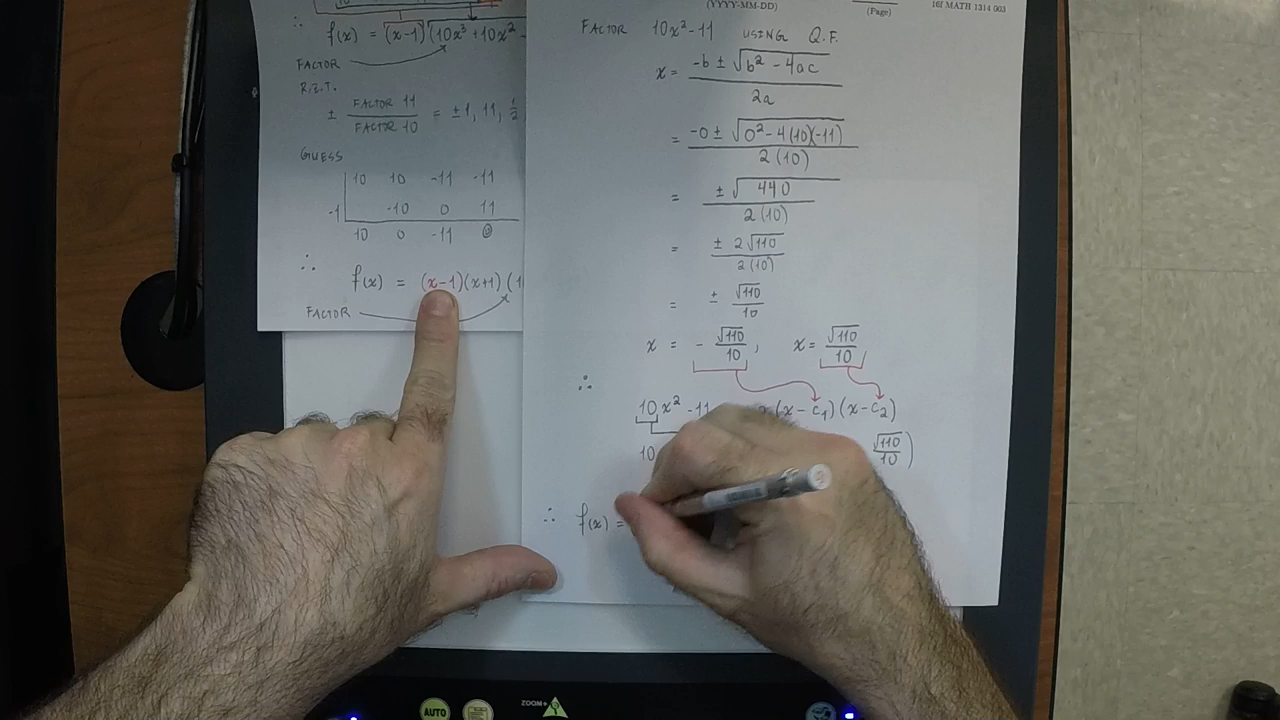 ∴ f(x) = (x-1)(10x³+10x²-
FACTOR
R.Z.T.
± FACTOR 11 / FACTOR 10 = ±1, 11, 1/2
GUESS
10 10 -11 -11
-1 -10 0 11
10 0 -11 0
∴ f(x) = (x-1)(x+1)(1
FACTOR
(YYYY-MM-DD) (Page) 16J MATH 1314 003
FACTOR 10x²-11 USING Q.F.
x = -b ± √b² - 4ac / 2a
= -0 ± √0² - 4(10)(-11) / 2(10)
= ± √440 / 2(10)
= ± 2√110 / 2(10)
= ± √110 / 10
x = - √110 / 10 , x = √110 / 10
∴ 10x² -11 (x - c₁)(x - c₂)
10 √110 / 10 )
∴ f(x) =
AUTO ZOOM+